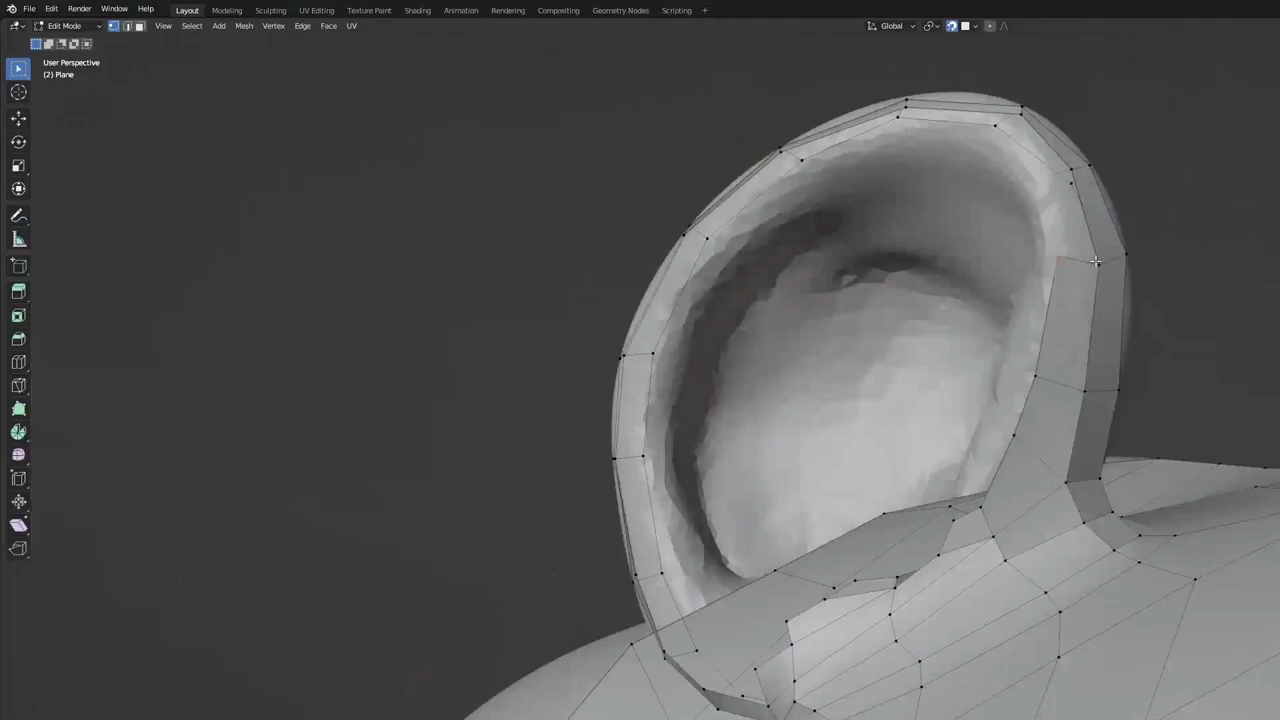 File Edit Render Window Help Layout Modeling Sculpting UV Editing Texture Paint Shading Animation Rendering Compositing Geometry Nodes Scripting +
Edit Mode View Select Add Mesh Vertex Edge Face UV Global
User Perspective
(2) Plane